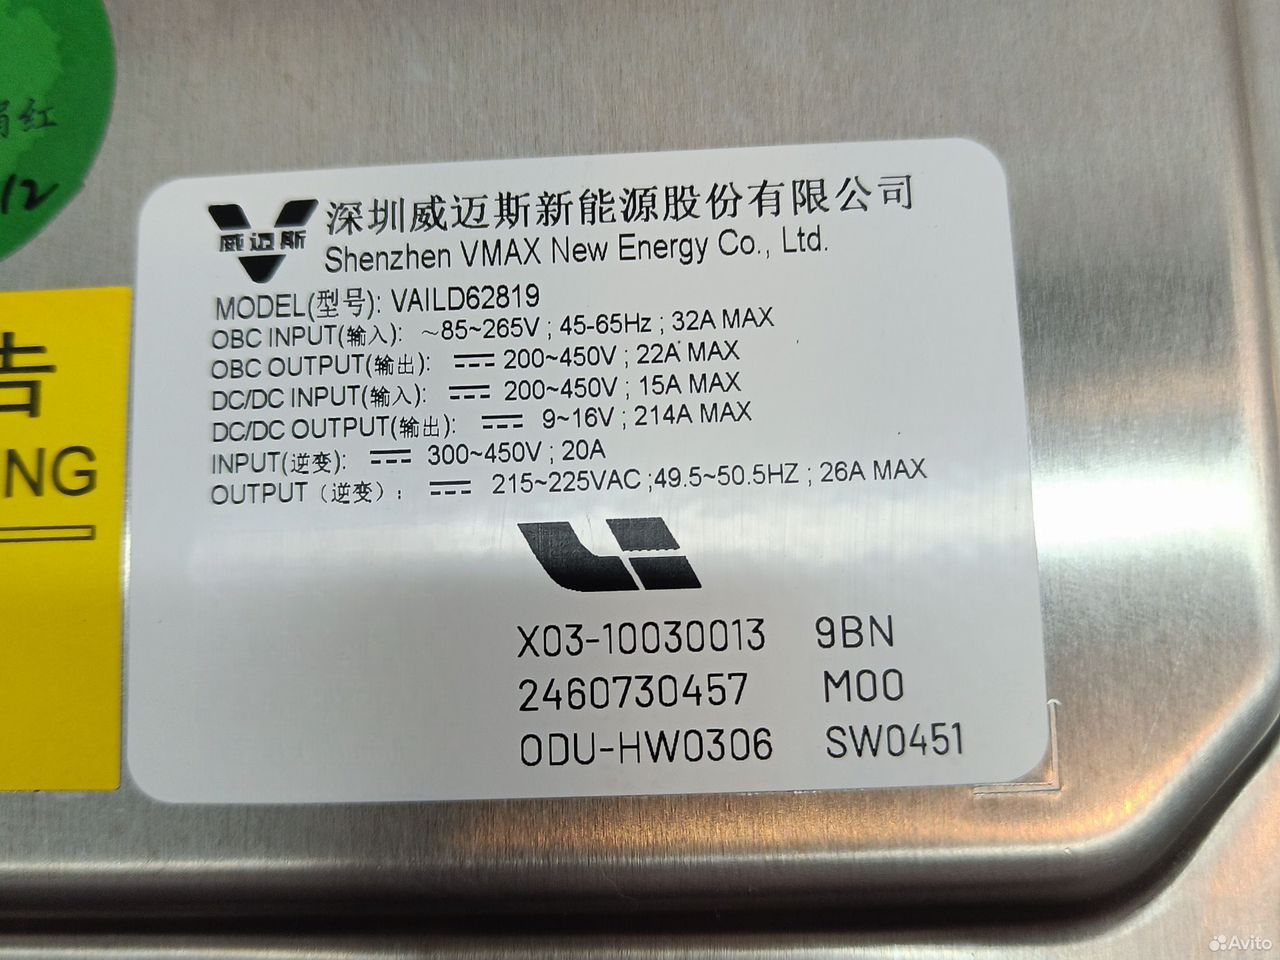 红
12
告
NG
威迈斯
深圳威迈斯新能源股份有限公司
Shenzhen VMAX New Energy Co., Ltd.
MODEL(型号): VAILD62819
OBC INPUT(输入): ~85~265V ; 45-65Hz ; 32A MAX
OBC OUTPUT(输出): 200~450V ; 22A MAX
DC/DC INPUT(输入): 200~450V ; 15A MAX
DC/DC OUTPUT(输出): 9~16V ; 214A MAX
INPUT(逆变): 300~450V ; 20A
OUTPUT（逆变）: 215~225VAC ;49.5~50.5HZ ; 26A MAX
X03-10030013 9BN
2460730457 M00
ODU-HW0306 SW0451
Avito